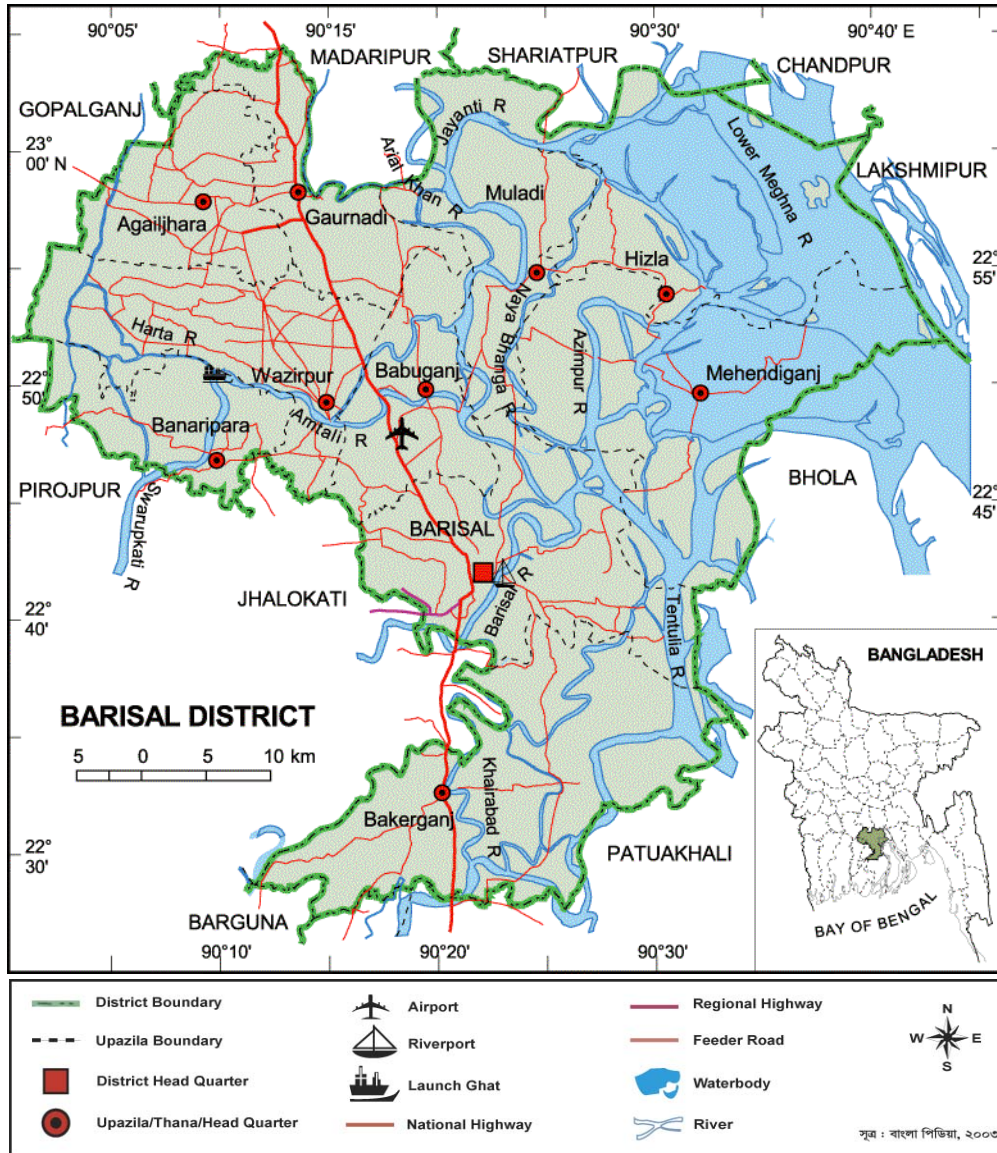 90°05'
90°15'
90°30'
90°40' E
MADARIPUR
SHARIATPUR
CHANDPUR
GOPALGANJ
23°
00' N
Jayanti R
Lower Meghna R
Arial Khan R
LAKSHMIPUR
Muladi
Agailjhara
Gaurnadi
Hizla
22°
55'
Naya Bhanga R
Harta R
Azimpur R
22°
50'
Wazirpur
Babuganj
Mehendiganj
Amtali R
Banaripara
PIROJPUR
Swarupkati R
BHOLA
22°
45'
BARISAL
JHALOKATI
Barisal R
Tentulia R
22°
40'
BANGLADESH
BARISAL DISTRICT
5 0 5 10 km
Khairabad R
Bakerganj
PATUAKHALI
22°
30'
BARGUNA
BAY OF BENGAL
90°10'
90°20'
90°30'
District Boundary
Upazila Boundary
District Head Quarter
Upazila/Thana/Head Quarter
Airport
Riverport
Launch Ghat
National Highway
Regional Highway
Feeder Road
Waterbody
River
N
W E
S
সূত্র : বাংলা পিডিয়া, ২০০৩